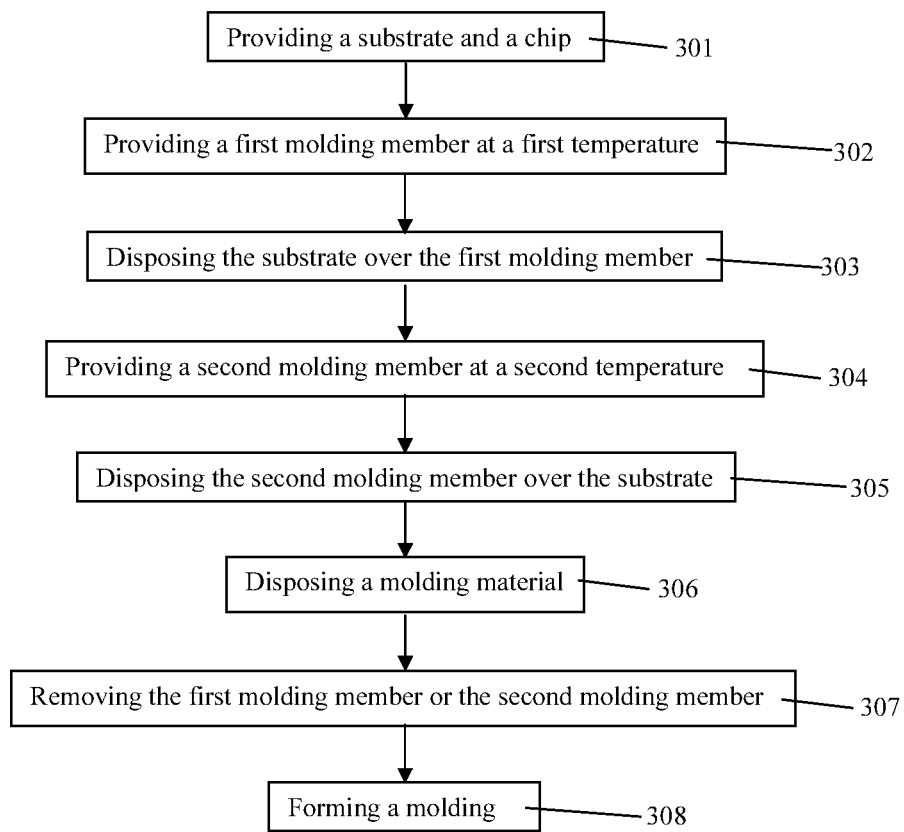 Providing a substrate and a chip
301
Providing a first molding member at a first temperature
302
Disposing the substrate over the first molding member
303
Providing a second molding member at a second temperature
304
Disposing the second molding member over the substrate
305
Disposing a molding material
306
Removing the first molding member or the second molding member
307
Forming a molding
308